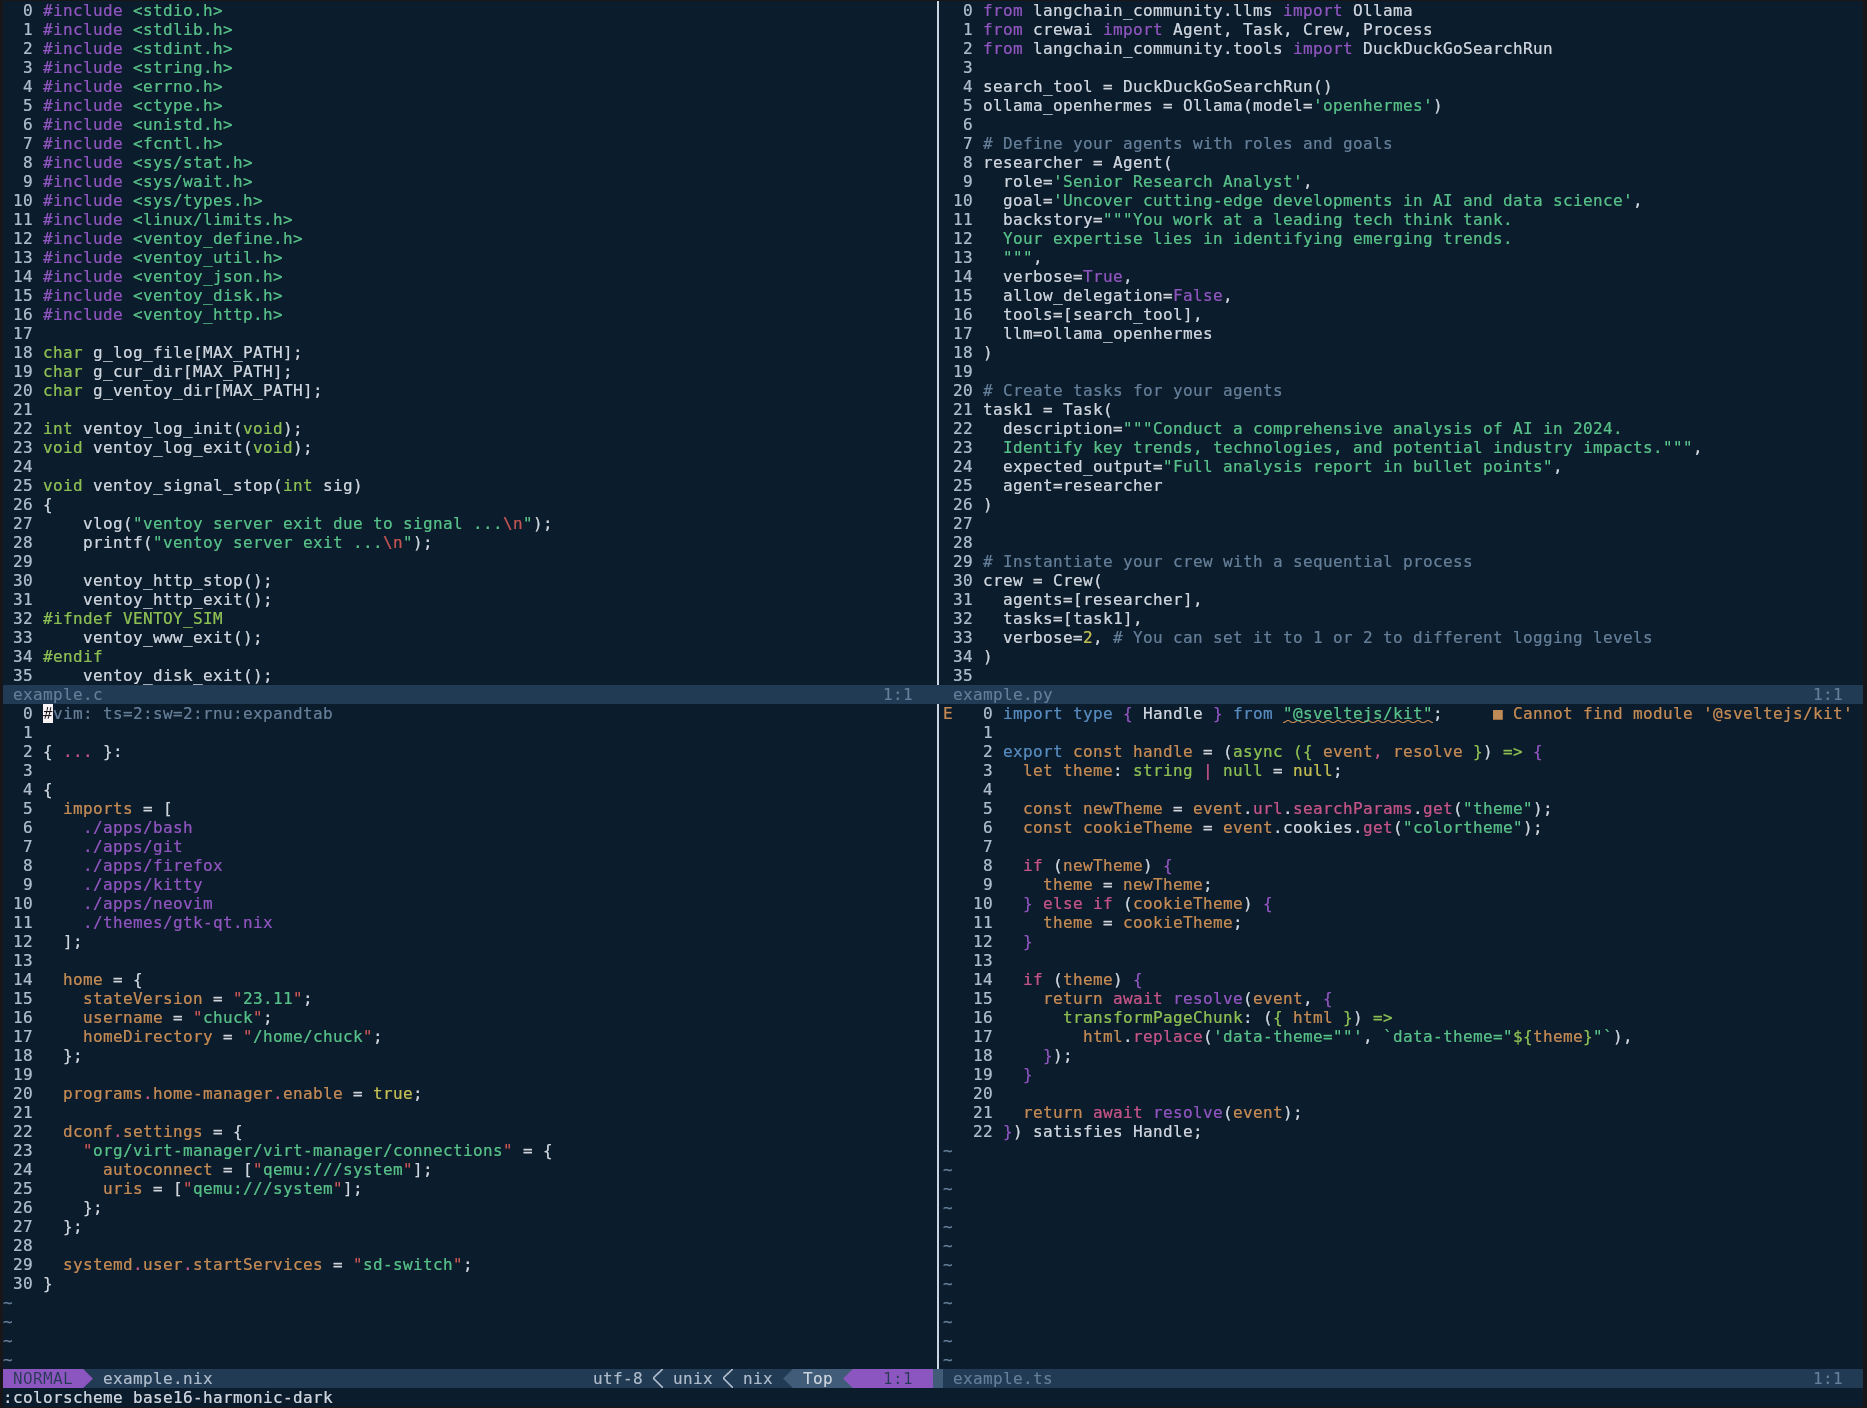 0 #include <stdio.h>
1 #include <stdlib.h>
2 #include <stdint.h>
3 #include <string.h>
4 #include <errno.h>
5 #include <ctype.h>
6 #include <unistd.h>
7 #include <fcntl.h>
8 #include <sys/stat.h>
9 #include <sys/wait.h>
10 #include <sys/types.h>
11 #include <linux/limits.h>
12 #include <ventoy_define.h>
13 #include <ventoy_util.h>
14 #include <ventoy_json.h>
15 #include <ventoy_disk.h>
16 #include <ventoy_http.h>
17
18 char g_log_file[MAX_PATH];
19 char g_cur_dir[MAX_PATH];
20 char g_ventoy_dir[MAX_PATH];
21
22 int ventoy_log_init(void);
23 void ventoy_log_exit(void);
24
25 void ventoy_signal_stop(int sig)
26 {
27     vlog("ventoy server exit due to signal ...\n");
28     printf("ventoy server exit ...\n");
29
30     ventoy_http_stop();
31     ventoy_http_exit();
32 #ifndef VENTOY_SIM
33     ventoy_www_exit();
34 #endif
35     ventoy_disk_exit();
example.c 1:1
0 from langchain_community.llms import Ollama
1 from crewai import Agent, Task, Crew, Process
2 from langchain_community.tools import DuckDuckGoSearchRun
3
4 search_tool = DuckDuckGoSearchRun()
5 ollama_openhermes = Ollama(model='openhermes')
6
7 # Define your agents with roles and goals
8 researcher = Agent(
9   role='Senior Research Analyst',
10   goal='Uncover cutting-edge developments in AI and data science',
11   backstory="""You work at a leading tech think tank.
12   Your expertise lies in identifying emerging trends.
13   """,
14   verbose=True,
15   allow_delegation=False,
16   tools=[search_tool],
17   llm=ollama_openhermes
18 )
19
20 # Create tasks for your agents
21 task1 = Task(
22   description="""Conduct a comprehensive analysis of AI in 2024.
23   Identify key trends, technologies, and potential industry impacts.""",
24   expected_output="Full analysis report in bullet points",
25   agent=researcher
26 )
27
28
29 # Instantiate your crew with a sequential process
30 crew = Crew(
31   agents=[researcher],
32   tasks=[task1],
33   verbose=2, # You can set it to 1 or 2 to different logging levels
34 )
35
example.py 1:1
0 #vim: ts=2:sw=2:rnu:expandtab
1
2 { ... }:
3
4 {
5   imports = [
6     ./apps/bash
7     ./apps/git
8     ./apps/firefox
9     ./apps/kitty
10     ./apps/neovim
11     ./themes/gtk-qt.nix
12   ];
13
14   home = {
15     stateVersion = "23.11";
16     username = "chuck";
17     homeDirectory = "/home/chuck";
18   };
19
20   programs.home-manager.enable = true;
21
22   dconf.settings = {
23     "org/virt-manager/virt-manager/connections" = {
24       autoconnect = ["qemu:///system"];
25       uris = ["qemu:///system"];
26     };
27   };
28
29   systemd.user.startServices = "sd-switch";
30 }
~
~
~
~
NORMAL example.nix utf-8 unix nix Top 1:1
E 0 import type { Handle } from "@sveltejs/kit"; ■ Cannot find module '@sveltejs/kit'
1
2 export const handle = (async ({ event, resolve }) => {
3   let theme: string | null = null;
4
5   const newTheme = event.url.searchParams.get("theme");
6   const cookieTheme = event.cookies.get("colortheme");
7
8   if (newTheme) {
9     theme = newTheme;
10   } else if (cookieTheme) {
11     theme = cookieTheme;
12   }
13
14   if (theme) {
15     return await resolve(event, {
16       transformPageChunk: ({ html }) =>
17         html.replace('data-theme=""', `data-theme="${theme}"`),
18     });
19   }
20
21   return await resolve(event);
22 }) satisfies Handle;
~
~
~
~
~
~
~
~
~
~
~
~
example.ts 1:1
:colorscheme base16-harmonic-dark